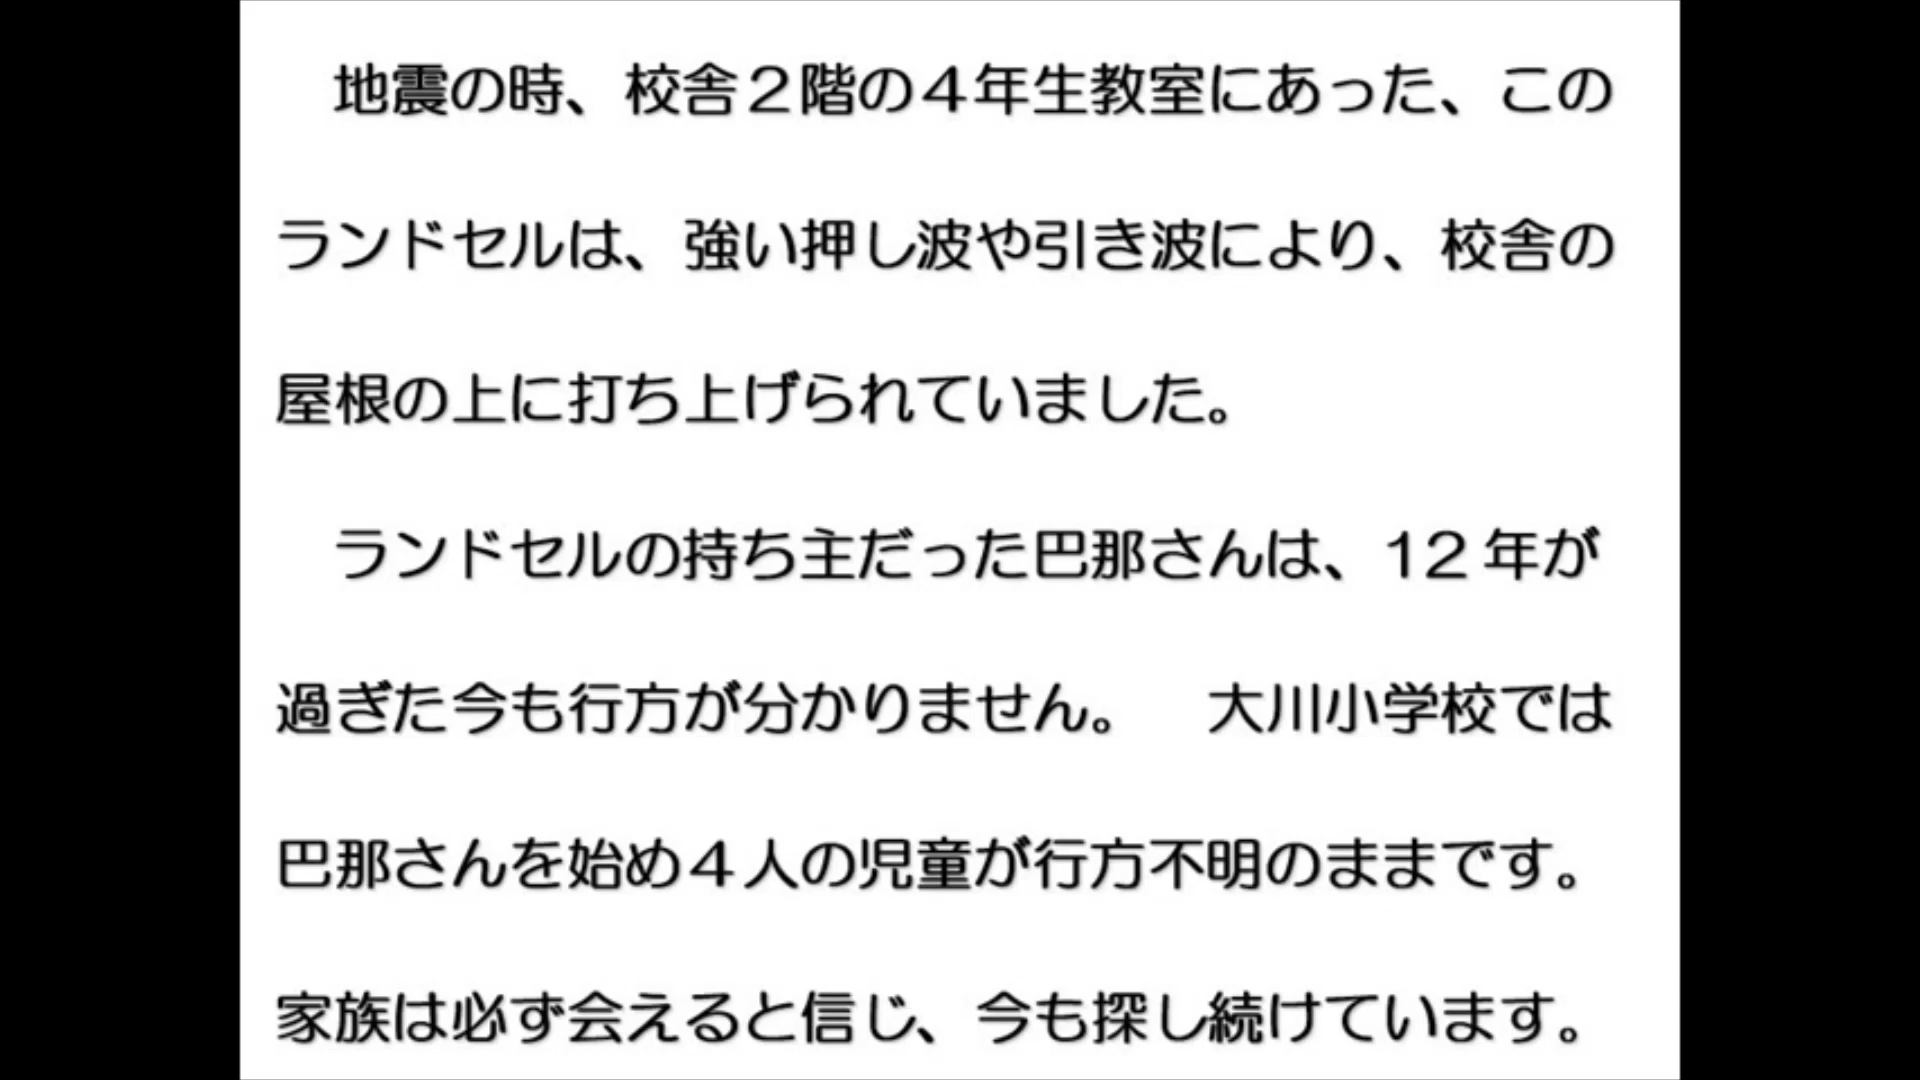 地震の時、校舎２階の４年生教室にあった、この
ランドセルは、強い押し波や引き波により、校舎の
屋根の上に打ち上げられていました。
ランドセルの持ち主だった巴那さんは、12 年が
過ぎた今も行方が分かりません。　大川小学校では
巴那さんを始め４人の児童が行方不明のままです。
家族は必ず会えると信じ、今も探し続けています。